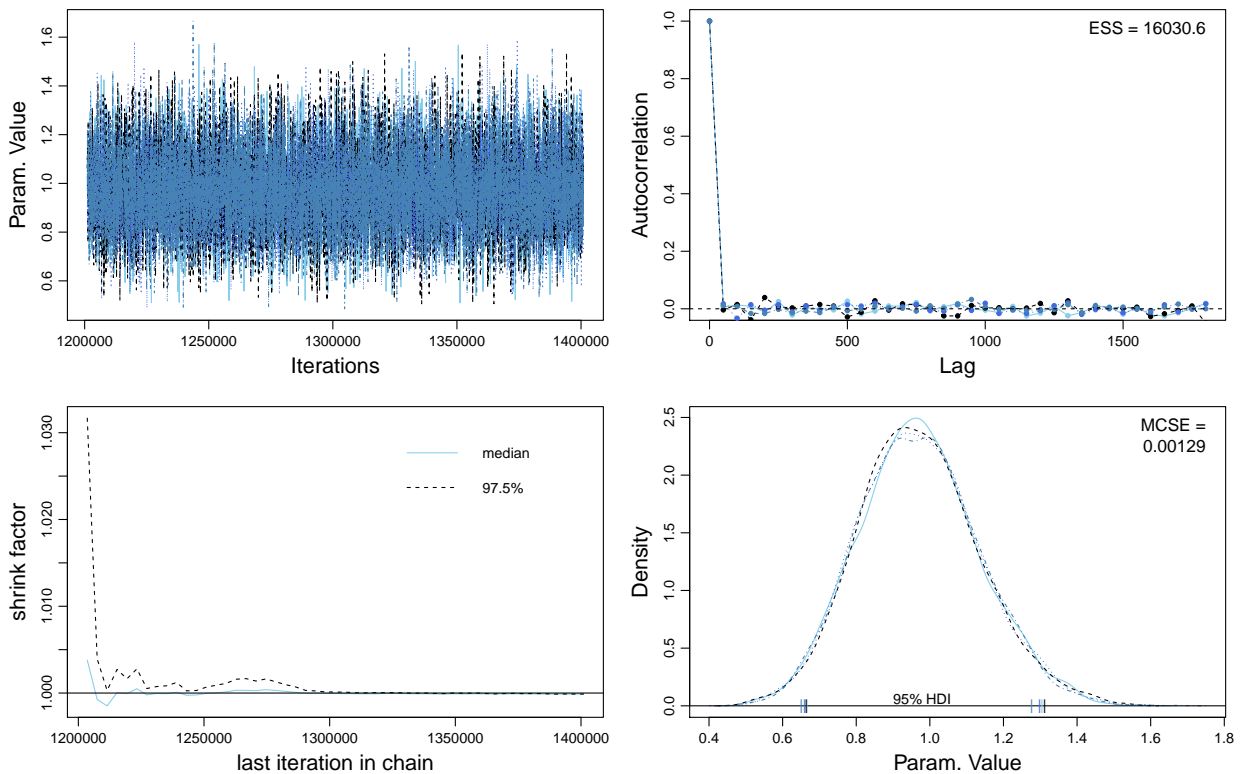 Param. Value
1.6
1.4
1.2
1.0
0.8
0.6
1200000 1250000 1300000 1350000 1400000
Iterations
ESS = 16030.6
Autocorrelation
1.0
0.8
0.6
0.4
0.2
0.0
0 500 1000 1500
Lag
shrink factor
1.030
1.020
1.010
1.000
median
97.5%
1200000 1250000 1300000 1350000 1400000
last iteration in chain
MCSE =
0.00129
Density
2.5
2.0
1.5
1.0
0.5
0.0
95% HDI
0.4 0.6 0.8 1.0 1.2 1.4 1.6 1.8
Param. Value